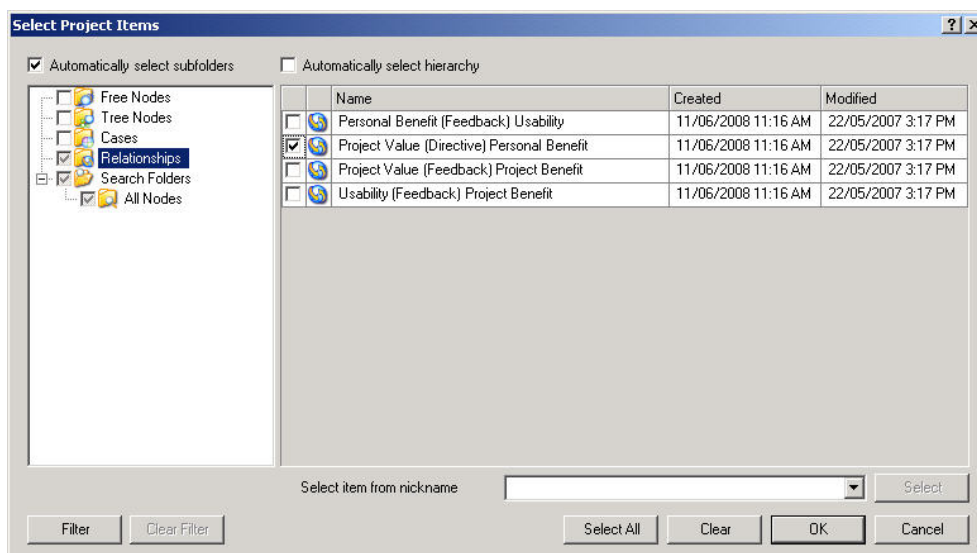 Select Project Items
Automatically select subfolders
Automatically select hierarchy
Free Nodes
Tree Nodes
Cases
Relationships
Search Folders
All Nodes
Name Created Modified
Personal Benefit (Feedback) Usability 11/06/2008 11:16 AM 22/05/2007 3:17 PM
Project Value (Directive) Personal Benefit 11/06/2008 11:16 AM 22/05/2007 3:17 PM
Project Value (Feedback) Project Benefit 11/06/2008 11:16 AM 22/05/2007 3:17 PM
Usability (Feedback) Project Benefit 11/06/2008 11:16 AM 22/05/2007 3:17 PM
Select item from nickname Select
Filter Clear Filter Select All Clear OK Cancel